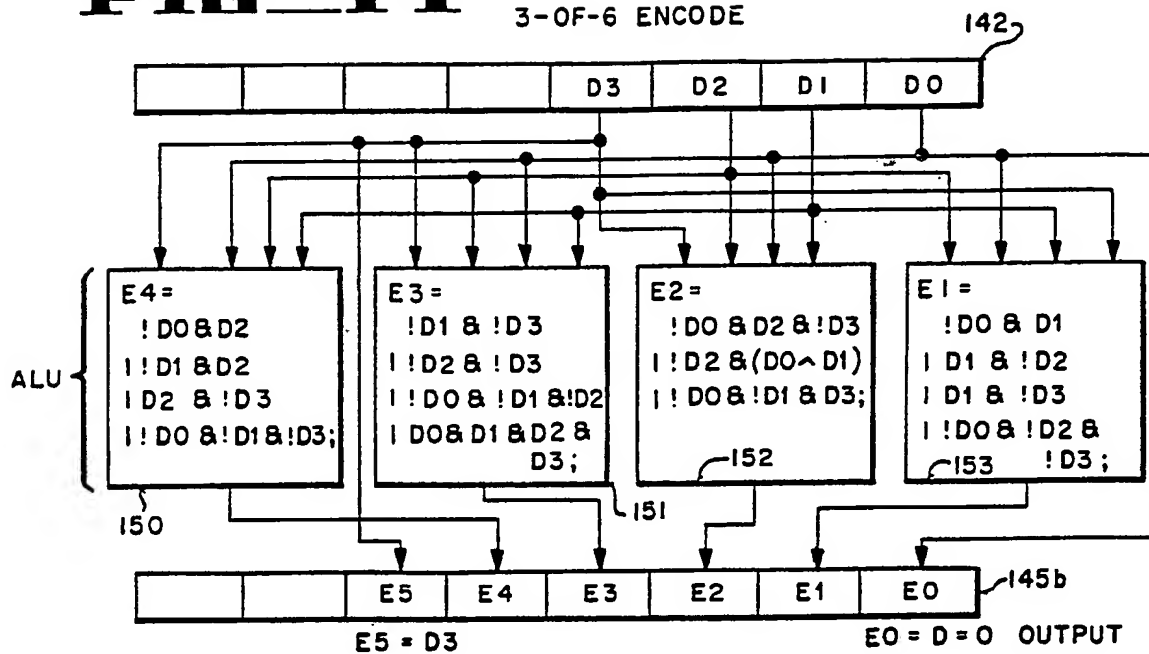 3-OF-6 ENCODE
142
D3 D2 D1 D0
ALU
E4=
!D0&D2
|!D1&D2
|D2 &!D3
|!D0&!D1&!D3;
150
E3=
!D1 & !D3
|!D2 & !D3
|!D0&!D1&!D2
|D0&D1&D2&
D3;
151
E2=
!D0&D2&!D3
|!D2&(D0^D1)
|!D0&!D1&D3;
152
E1=
!D0 & D1
|D1 &!D2
|D1 &!D3
|!D0&!D2&
!D3;
153
E5 E4 E3 E2 E1 E0
145b
E5 = D3
E0 = D = 0 OUTPUT